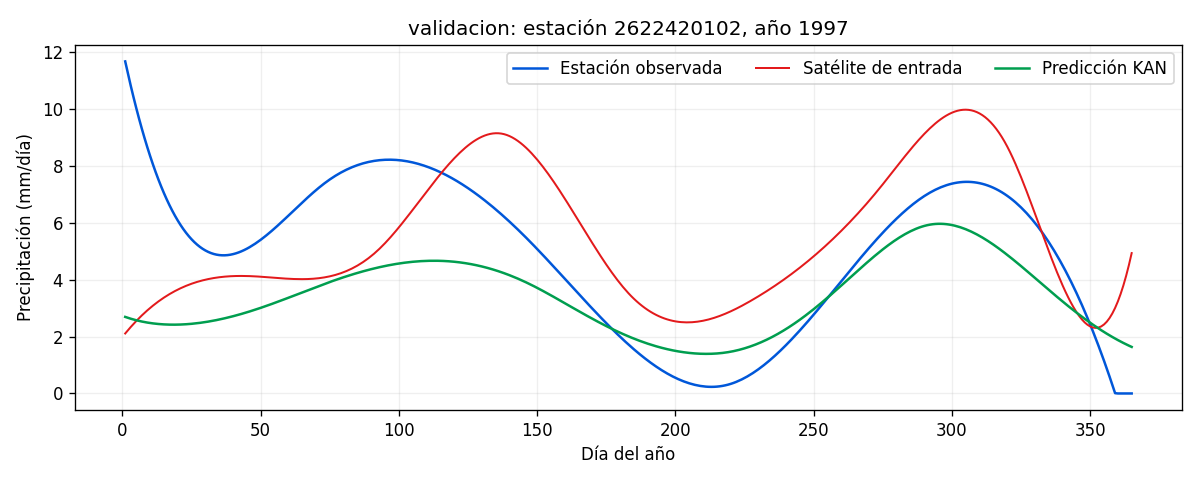 validacion: estación 2622420102, año 1997
Estación observada
Satélite de entrada
Predicción KAN
Precipitación (mm/día)
12
10
8
6
4
2
0
0 50 100 150 200 250 300 350
Día del año